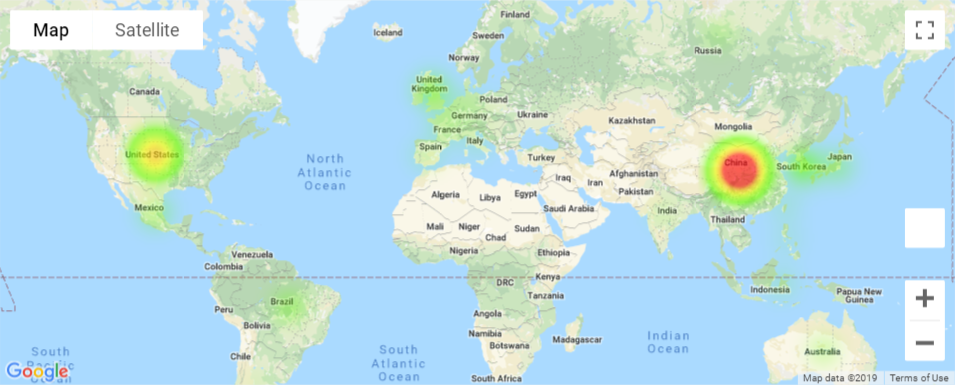 Map
Satellite
Iceland
Finland
Sweden
Norway
Russia
Canada
United
Kingdom
Poland
Germany
Ukraine
France
Kazakhstan
Mongolia
Italy
Spain
United States
North
Atlantic
Ocean
Turkey
China
South Korea
Japan
Iraq
Iran
Afghanistan
Pakistan
Algeria
Libya
Egypt
Saudi Arabia
India
Mexico
Mali
Niger
Sudan
Chad
Thailand
Nigeria
Ethiopia
Venezuela
Colombia
Kenya
DRC
Tanzania
Indonesia
Papua New
Guinea
Brazil
Peru
Bolivia
Angola
Namibia
Botswana
Madagascar
Indian
Ocean
South
Pacific
Ocean
Chile
South
Atlantic
Ocean
Australia
South Africa
Google
Map data ©2019
Terms of Use